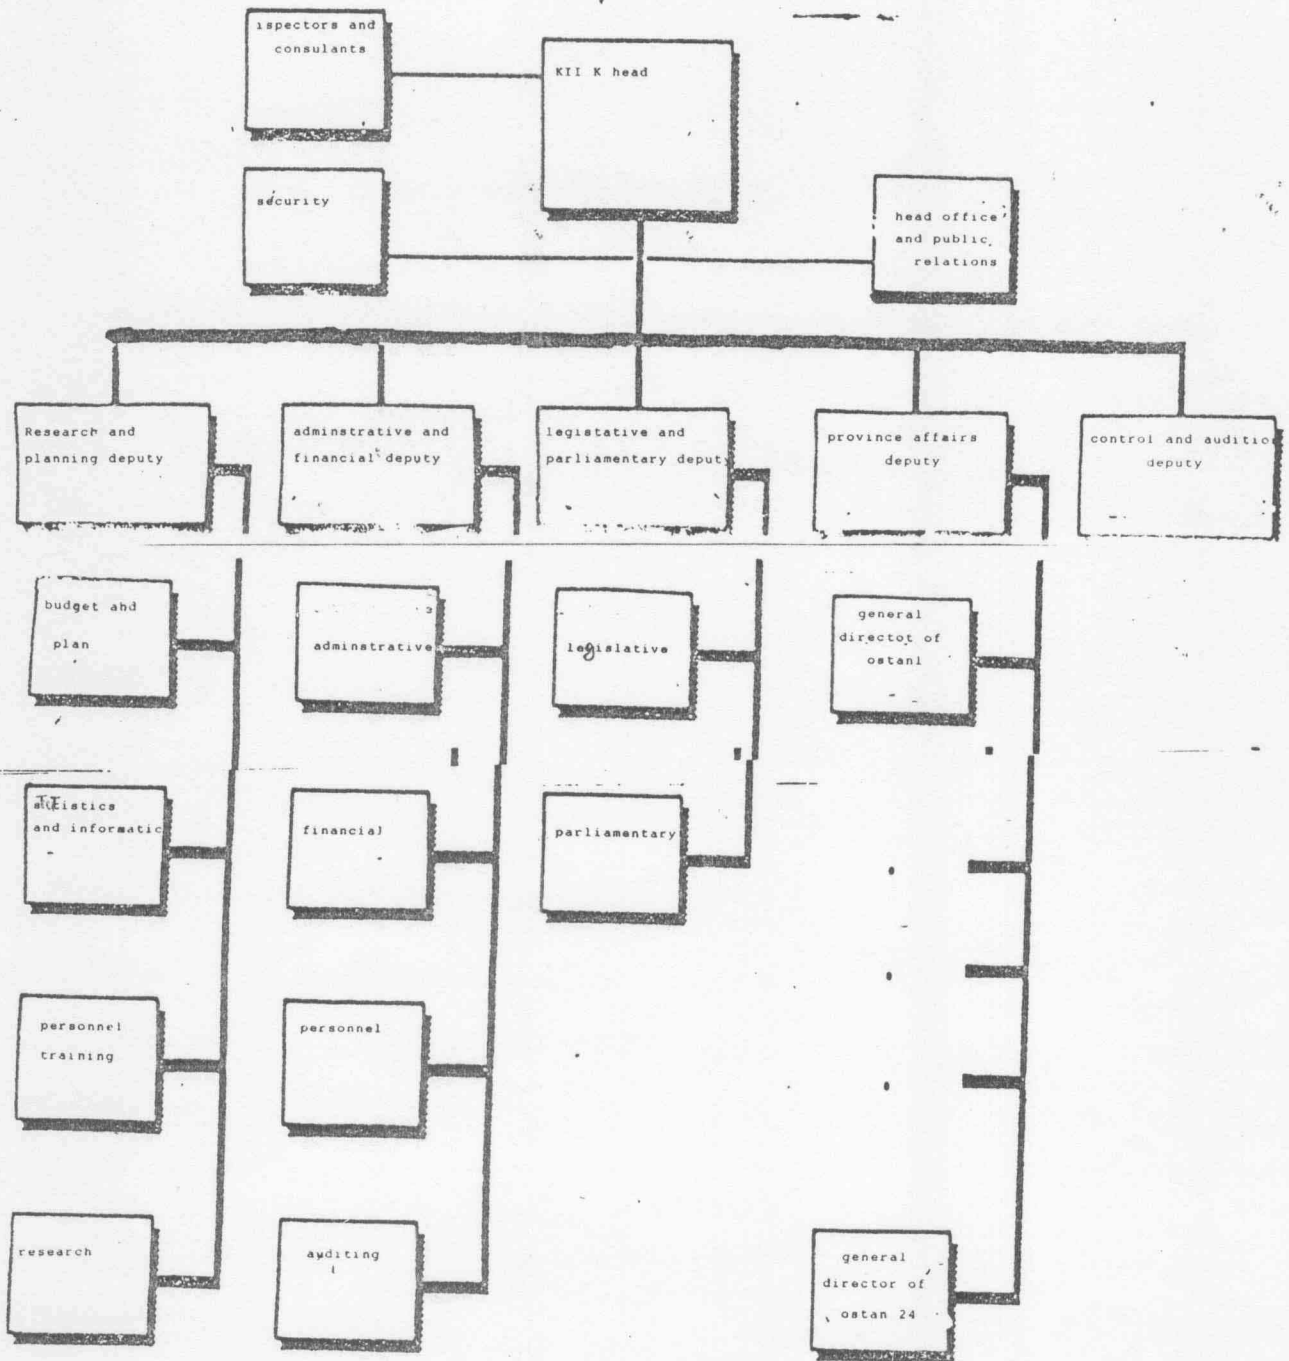 ispectors and
consulants
KII K head
security
head office
and public
relations
Research and
planning deputy
adminstrative and
financial deputy
legistative and
parliamentary deputy
province affairs
deputy
control and audition
deputy
budget and
plan
adminstrative
legislative
general
directot of
ostan1
and informatic
financial
parliamentary
personnel
training
personnel
research
auditing
general
director of
ostan 24